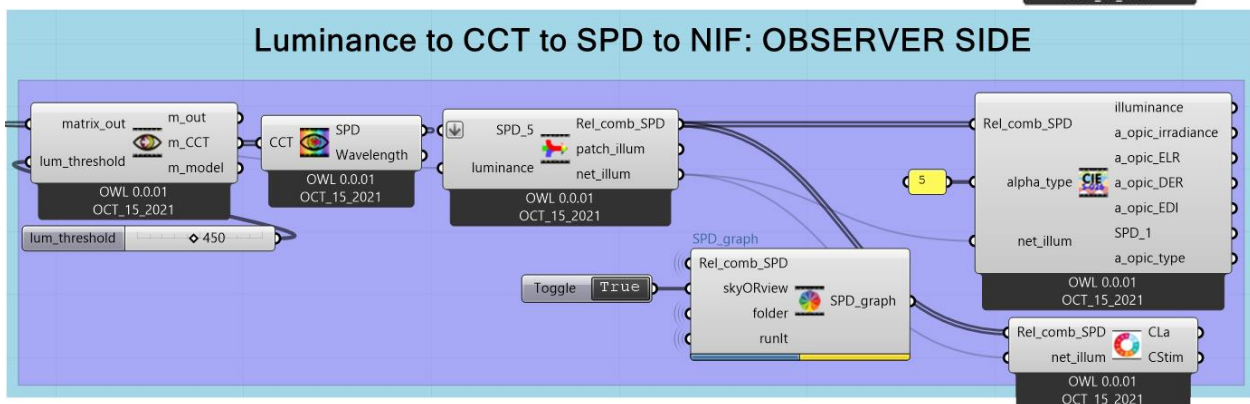 Luminance to CCT to SPD to NIF: OBSERVER SIDE
matrix_out
lum_threshold
m_out
m_CCT
m_model
OWL 0.0.01
OCT_15_2021
lum_threshold
450
CCT
SPD
Wavelength
OWL 0.0.01
OCT_15_2021
SPD_5
luminance
Rel_comb_SPD
patch_illum
net_illum
OWL 0.0.01
OCT_15_2021
Toggle
True
SPD_graph
Rel_comb_SPD
skyORview
folder
runIt
SPD_graph
5
Rel_comb_SPD
alpha_type
net_illum
CIE
illuminance
a_opic_irradiance
a_opic_ELR
a_opic_DER
a_opic_EDI
SPD_1
a_opic_type
OWL 0.0.01
OCT_15_2021
Rel_comb_SPD
net_illum
CLa
CStim
OWL 0.0.01
OCT_15_2021